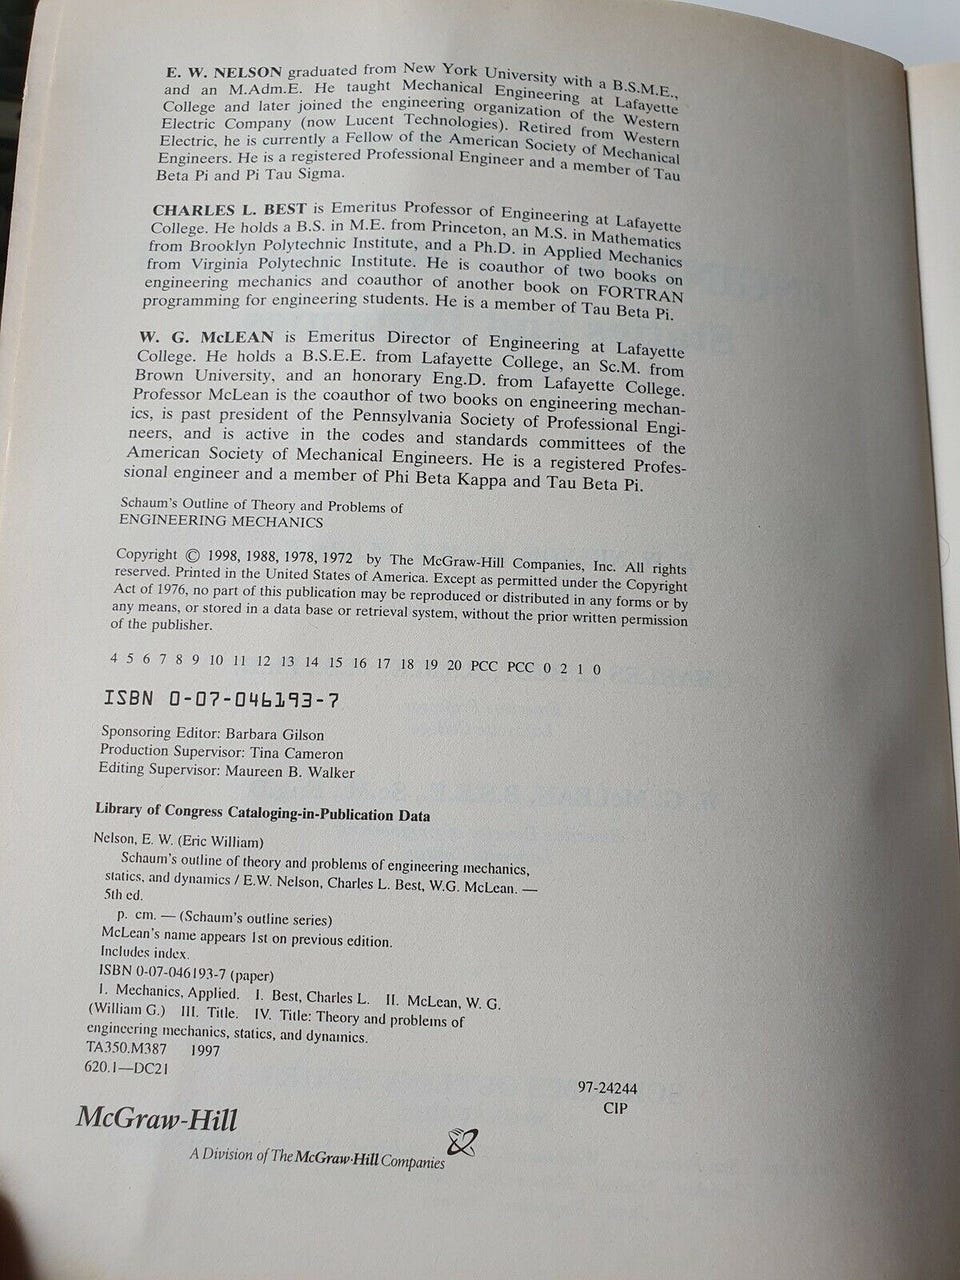 E. W. NELSON graduated from New York University with a B.S.M.E.,
and an M.Adm.E. He taught Mechanical Engineering at Lafayette
College and later joined the engineering organization of the Western
Electric Company (now Lucent Technologies). Retired from Western
Electric, he is currently a Fellow of the American Society of Mechanical
Engineers. He is a registered Professional Engineer and a member of Tau
Beta Pi and Pi Tau Sigma.
CHARLES L. BEST is Emeritus Professor of Engineering at Lafayette
College. He holds a B.S. in M.E. from Princeton, an M.S. in Mathematics
from Brooklyn Polytechnic Institute, and a Ph.D. in Applied Mechanics
from Virginia Polytechnic Institute. He is coauthor of two books on
engineering mechanics and coauthor of another book on FORTRAN
programming for engineering students. He is a member of Tau Beta Pi.
W. G. McLEAN is Emeritus Director of Engineering at Lafayette
College. He holds a B.S.E.E. from Lafayette College, an Sc.M. from
Brown University, and an honorary Eng.D. from Lafayette College.
Professor McLean is the coauthor of two books on engineering mechan-
ics, is past president of the Pennsylvania Society of Professional Engi-
neers, and is active in the codes and standards committees of the
American Society of Mechanical Engineers. He is a registered Profes-
sional engineer and a member of Phi Beta Kappa and Tau Beta Pi.
Schaum's Outline of Theory and Problems of
ENGINEERING MECHANICS
Copyright © 1998, 1988, 1978, 1972 by The McGraw-Hill Companies, Inc. All rights
reserved. Printed in the United States of America. Except as permitted under the Copyright
Act of 1976, no part of this publication may be reproduced or distributed in any forms or by
any means, or stored in a data base or retrieval system, without the prior written permission
of the publisher.
4 5 6 7 8 9 10 11 12 13 14 15 16 17 18 19 20 PCC PCC 0 2 1 0
ISBN 0-07-046193-7
Sponsoring Editor: Barbara Gilson
Production Supervisor: Tina Cameron
Editing Supervisor: Maureen B. Walker
Library of Congress Cataloging-in-Publication Data
Nelson, E. W. (Eric William)
Schaum's outline of theory and problems of engineering mechanics,
statics, and dynamics / E.W. Nelson, Charles L. Best, W.G. McLean. —
5th ed.
p. cm. — (Schaum's outline series)
McLean's name appears 1st on previous edition.
Includes index.
ISBN 0-07-046193-7 (paper)
1. Mechanics, Applied. I. Best, Charles L. II. McLean, W. G.
(William G.) III. Title. IV. Title: Theory and problems of
engineering mechanics, statics, and dynamics.
TA350.M387 1997
620.1—DC21
97-24244
CIP
McGraw-Hill
A Division of The McGraw-Hill Companies